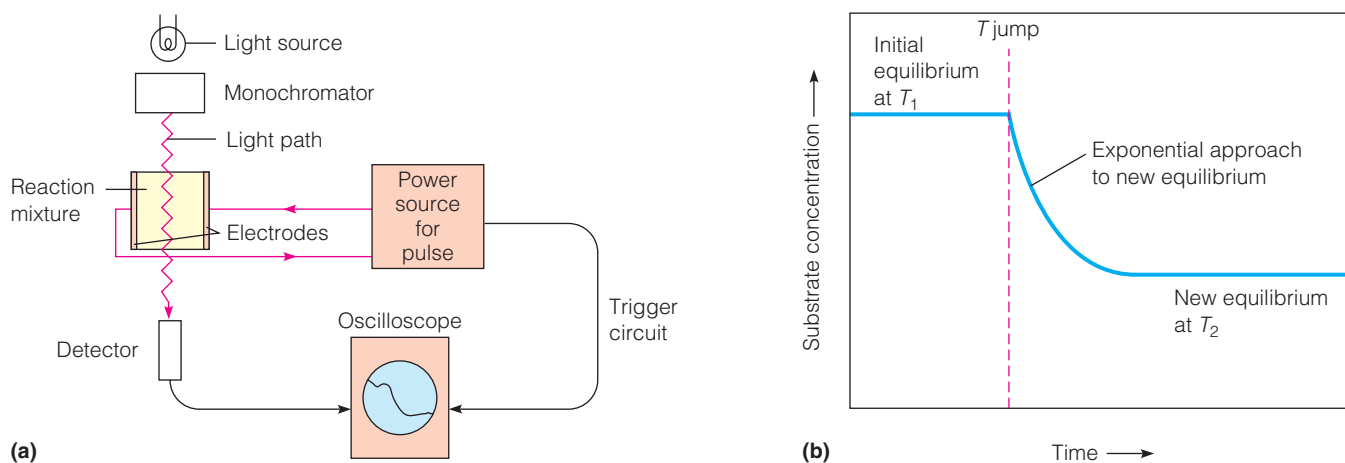 Light source
Monochromator
Light path
Reaction
mixture
Power
source
for
pulse
Electrodes
Trigger
circuit
Oscilloscope
Detector
(a)
T jump
Initial
equilibrium
at T1
Exponential approach
to new equilibrium
New equilibrium
at T2
Substrate concentration
Time
(b)